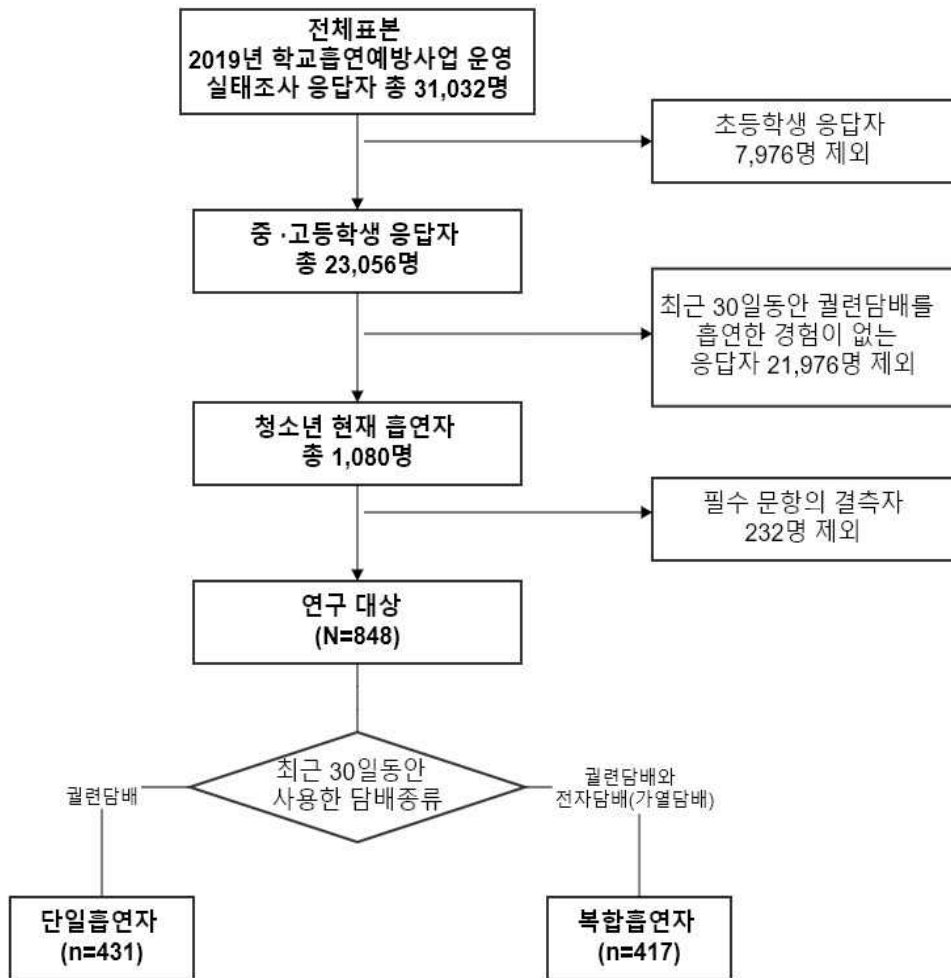 전체표본
2019년 학교흡연예방사업 운영
실태조사 응답자 총 31,032명
초등학생 응답자
7,976명 제외
중 ·고등학생 응답자
총 23,056명
최근 30일동안 궐련담배를
흡연한 경험이 없는
응답자 21,976명 제외
청소년 현재 흡연자
총 1,080명
필수 문항의 결측자
232명 제외
연구 대상
(N=848)
최근 30일동안
사용한 담배종류
궐련담배
궐련담배와
전자담배(가열담배)
단일흡연자
(n=431)
복합흡연자
(n=417)